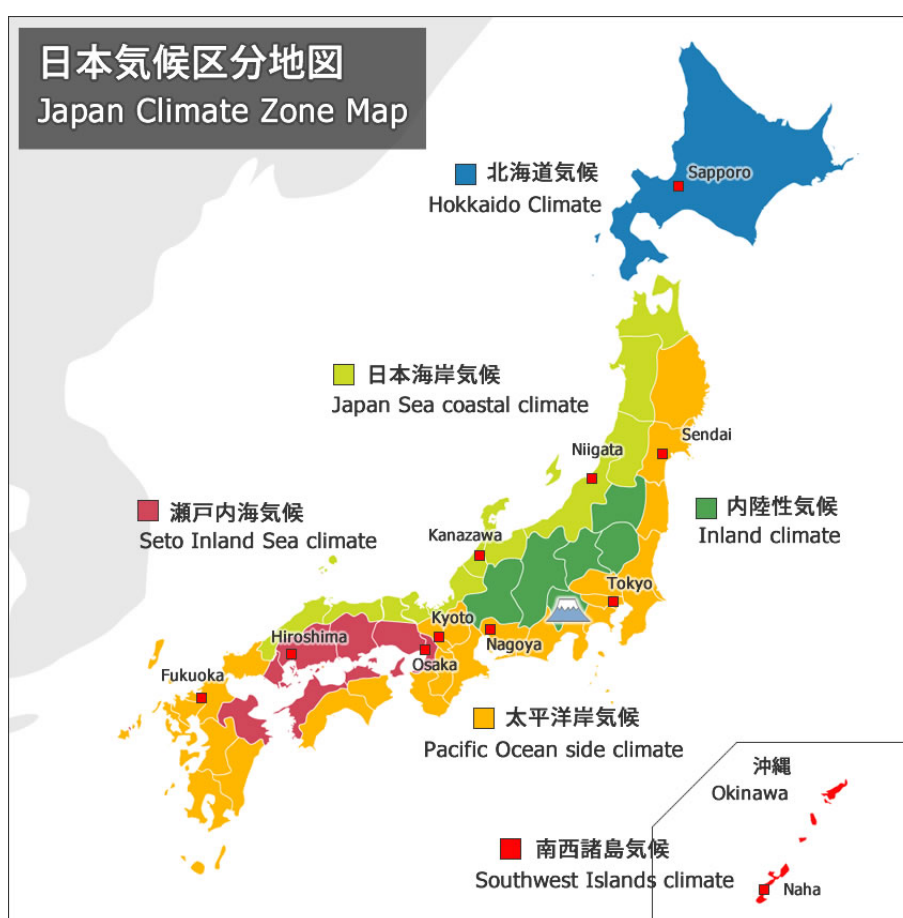 日本気候区分地図
Japan Climate Zone Map
北海道気候
Hokkaido Climate
Sapporo
日本海岸気候
Japan Sea coastal climate
Sendai
Niigata
瀬戸内海気候
Seto Inland Sea climate
内陸性気候
Inland climate
Kanazawa
Tokyo
Kyoto
Hiroshima
Nagoya
Osaka
Fukuoka
太平洋岸気候
Pacific Ocean side climate
沖縄
Okinawa
南西諸島気候
Southwest Islands climate
Naha